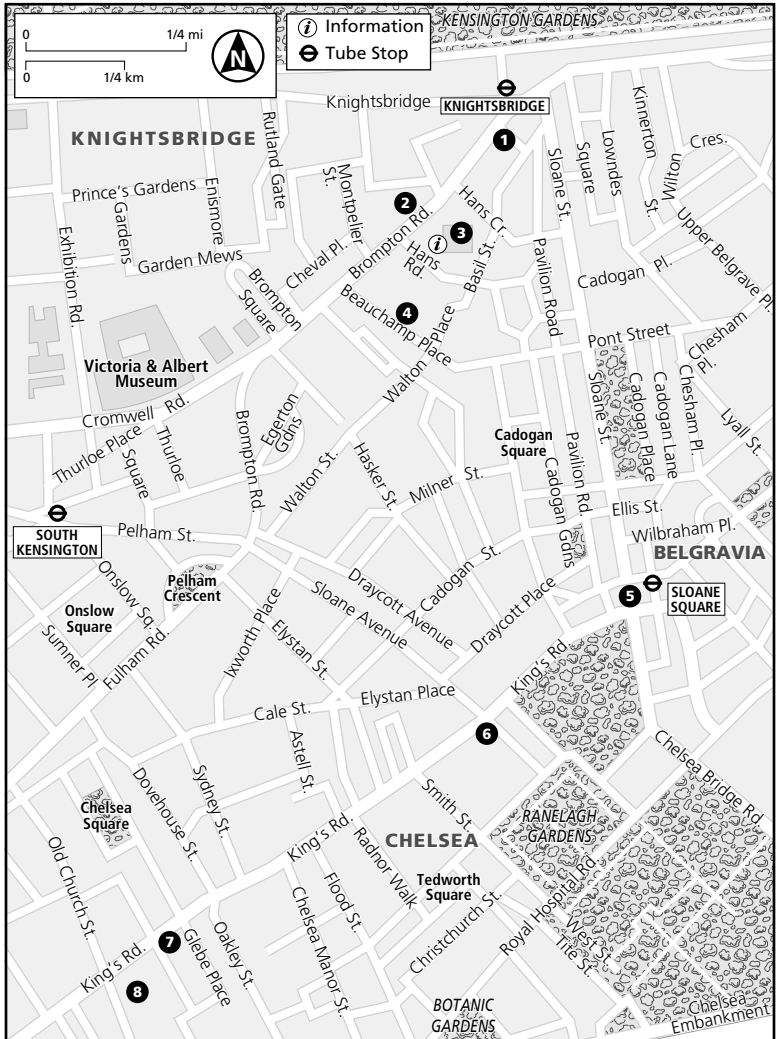 0 1/4 mi
0 1/4 km
N
i Information
Tube Stop
KENSINGTON GARDENS
Knightsbridge
KNIGHTSBRIDGE
1
KNIGHTSBRIDGE
Rutland Gate
Montpelier St.
Prince's Gardens
Ennismore
Gardens
Garden Mews
Exhibition Rd.
Cheval Pl.
2
Brompton Rd.
Hans Cr.
i
3
Hans Rd.
Basil St.
Sloane St.
Square
Lowndes
Kinnerton St.
Wilton Cres.
Upper Belgrave Pl.
Pavilion Road
Cadogan Pl.
Brompton Square
4
Beauchamp Place
Walton Place
Pont Street
Chesham Pl.
Victoria & Albert
Museum
Cromwell Rd.
Thurloe Place
Thurloe
Square
Brompton Rd.
Egerton Gdns
Walton St.
Hasker St.
Milner St.
Cadogan
Square
Cadogan Gdns
Pavilion Rd.
Sloane St.
Cadogan Place
Cadogan Lane
Chesham Pl.
Lyall St.
SOUTH
KENSINGTON
Pelham St.
Ellis St.
Wilbraham Pl.
BELGRAVIA
Pelham
Crescent
Onslow Sq.
Onslow
Square
Sumner Pl
Fulham Rd.
Ixworth Place
Elystan St.
Sloane Avenue
Draycott Avenue
Cadogan St.
Draycott Place
5
SLOANE
SQUARE
King's Rd.
Cale St.
Elystan Place
6
Astell St.
Sydney St.
Dovehouse St.
Chelsea
Square
Old Church St.
Smith St.
King's Rd.
CHELSEA
Radnor Walk
Flood St.
Chelsea Manor St.
Tedworth
Square
Christchurch St.
RANELAGH
GARDENS
Chelsea Bridge Rd.
Royal Hospital Rd.
West St.
Tite St.
King's Rd.
7
8
Glebe Place
Oakley St.
BOTANIC
GARDENS
Chelsea
Embankment